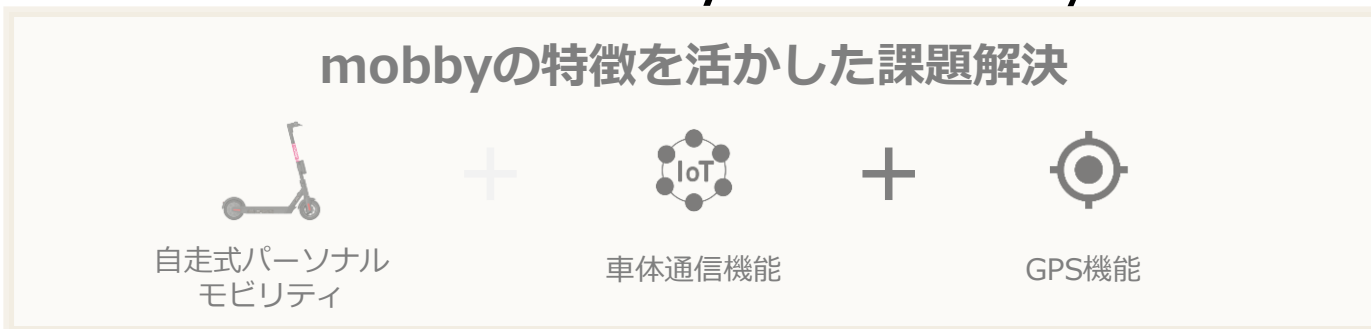 mobbyの特徴を活かした課題解決
IoT
自走式パーソナル
モビリティ
車体通信機能
GPS機能